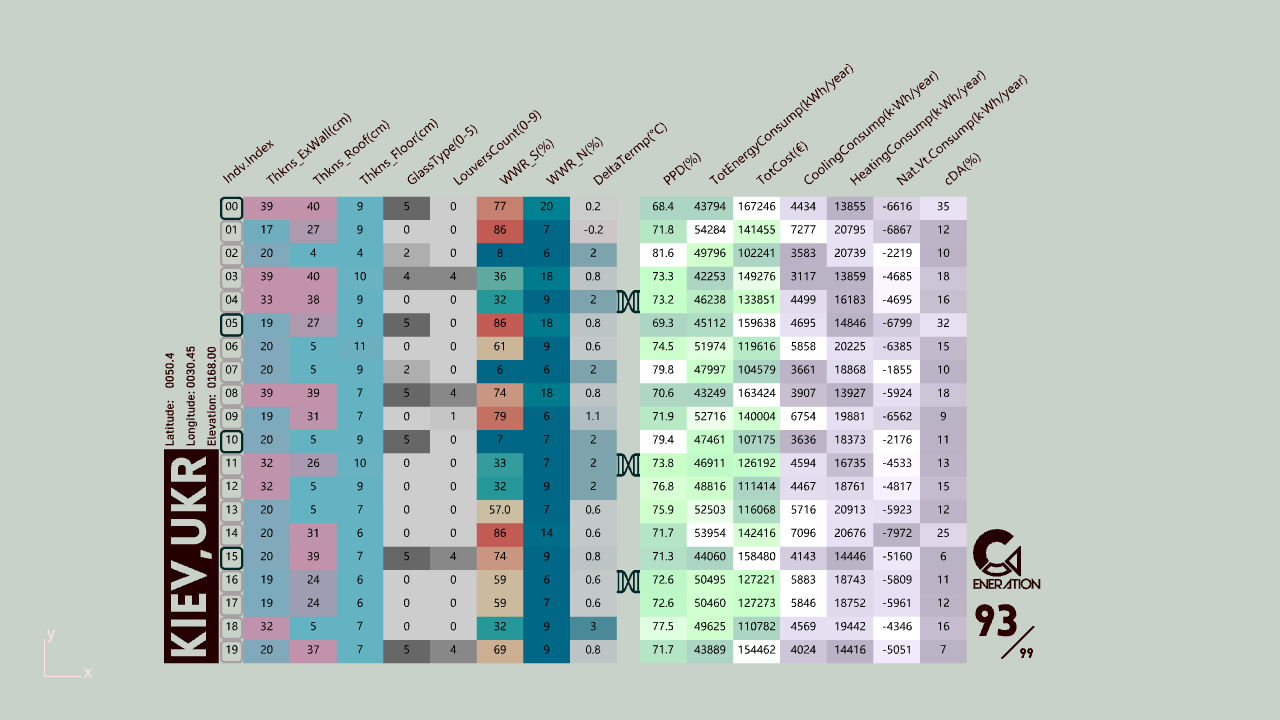 Indv.Index Thkns_ExWall(cm) Thkns_Roof(cm) Thkns_Floor(cm) GlassType(0-5) LouversCount(0-9) WWR_S(%) WWR_N(%) DeltaTermp(°C) PPD(%) TotEnergyConsump(kWh/year) TotCost(€) CoolingConsump(k·Wh/year) HeatingConsump(k·Wh/year) Nat.Vt.Consump(k·Wh/year) cDA(%)
00 39 40 9 5 0 77 20 0.2 68.4 43794 167246 4434 13855 -6616 35
01 17 27 9 0 0 86 7 -0.2 71.8 54284 141455 7277 20795 -6867 12
02 20 4 4 2 0 8 6 2 81.6 49796 102241 3583 20739 -2219 10
03 39 40 10 4 4 36 18 0.8 73.3 42253 149276 3117 13859 -4685 18
04 33 38 9 0 0 32 9 2 73.2 46238 133851 4499 16183 -4695 16
05 19 27 9 5 0 86 18 0.8 69.3 45112 159638 4695 14846 -6799 32
06 20 5 11 0 0 61 9 0.6 74.5 51974 119616 5858 20225 -6385 15
07 20 5 9 2 0 6 6 2 79.8 47997 104579 3661 18868 -1855 10
08 39 39 7 5 4 74 18 0.8 70.6 43249 163424 3907 13927 -5924 18
09 19 31 7 0 1 79 6 1.1 71.9 52716 140004 6754 19881 -6562 9
10 20 5 9 5 0 7 7 2 79.4 47461 107175 3636 18373 -2176 11
11 32 26 10 0 0 33 7 2 73.8 46911 126192 4594 16735 -4533 13
12 32 5 9 0 0 32 9 2 76.8 48816 111414 4467 18761 -4817 15
13 20 5 7 0 0 57.0 7 0.6 75.9 52503 116068 5716 20913 -5923 12
14 20 31 6 0 0 86 14 0.6 71.7 53954 142416 7096 20676 -7972 25
15 20 39 7 5 4 74 9 0.8 71.3 44060 158480 4143 14446 -5160 6
16 19 24 6 0 0 59 6 0.6 72.6 50495 127221 5883 18743 -5809 11
17 19 24 6 0 0 59 7 0.6 72.6 50460 127273 5846 18752 -5961 12
18 32 5 7 0 0 32 9 3 77.5 49625 110782 4569 19442 -4346 16
19 20 37 7 5 4 69 9 0.8 71.7 43889 154462 4024 14416 -5051 7
Latitude: 0050.4
Longitude: 0030.45
Elevation: 0168.00
KIEV,UKR
G
ENERATION
93/99
y
x